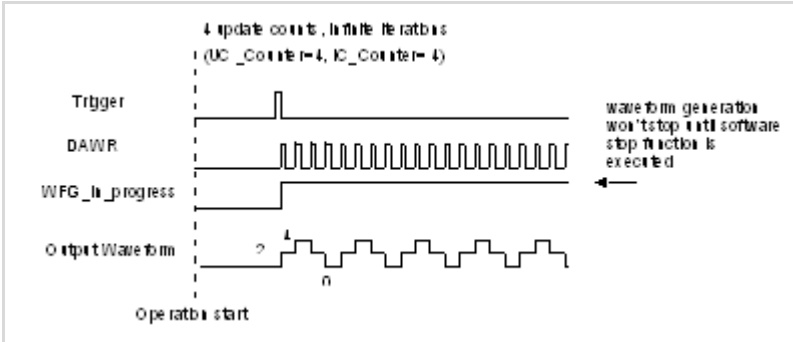 4 update counts, infinite iterations
(UC_Counter=4, IC_Counter=4)
Trigger
DAWR
WFG_in_progress
Output Waveform
2
4
0
Operation start
waveform generation
won't stop until software
stop function is
executed